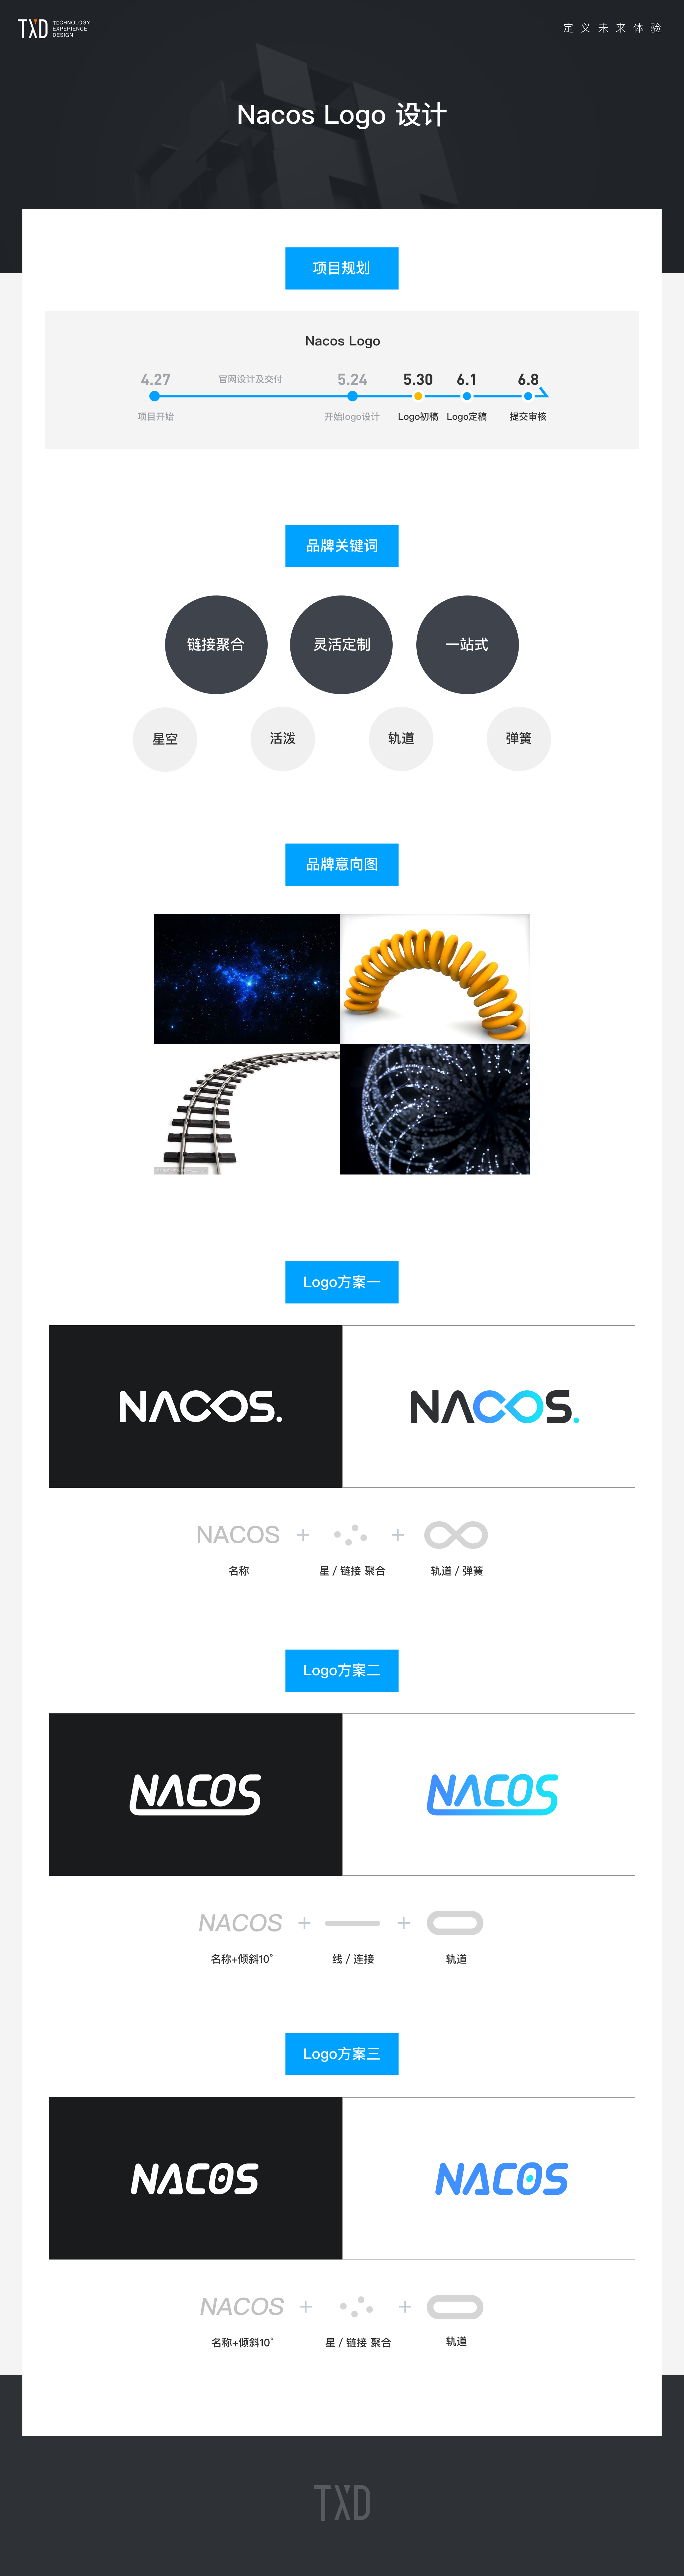 TXD
TECHNOLOGY
EXPERIENCE
DESIGN
定义未来体验
Nacos Logo 设计
项目规划
Nacos Logo
4.27
官网设计及交付
5.24
5.30
6.1
6.8
项目开始
开始logo设计
Logo初稿
Logo定稿
提交审核
品牌关键词
链接聚合
灵活定制
一站式
星空
活泼
轨道
弹簧
品牌意向图
Logo方案一
NACOS.
NACOS.
NACOS + +
名称
星 / 链接 聚合
轨道 / 弹簧
Logo方案二
NACOS
NACOS
NACOS + +
名称+倾斜10°
线 / 连接
轨道
Logo方案三
NACOS
NACOS
NACOS + +
名称+倾斜10°
星 / 链接 聚合
轨道
TXD